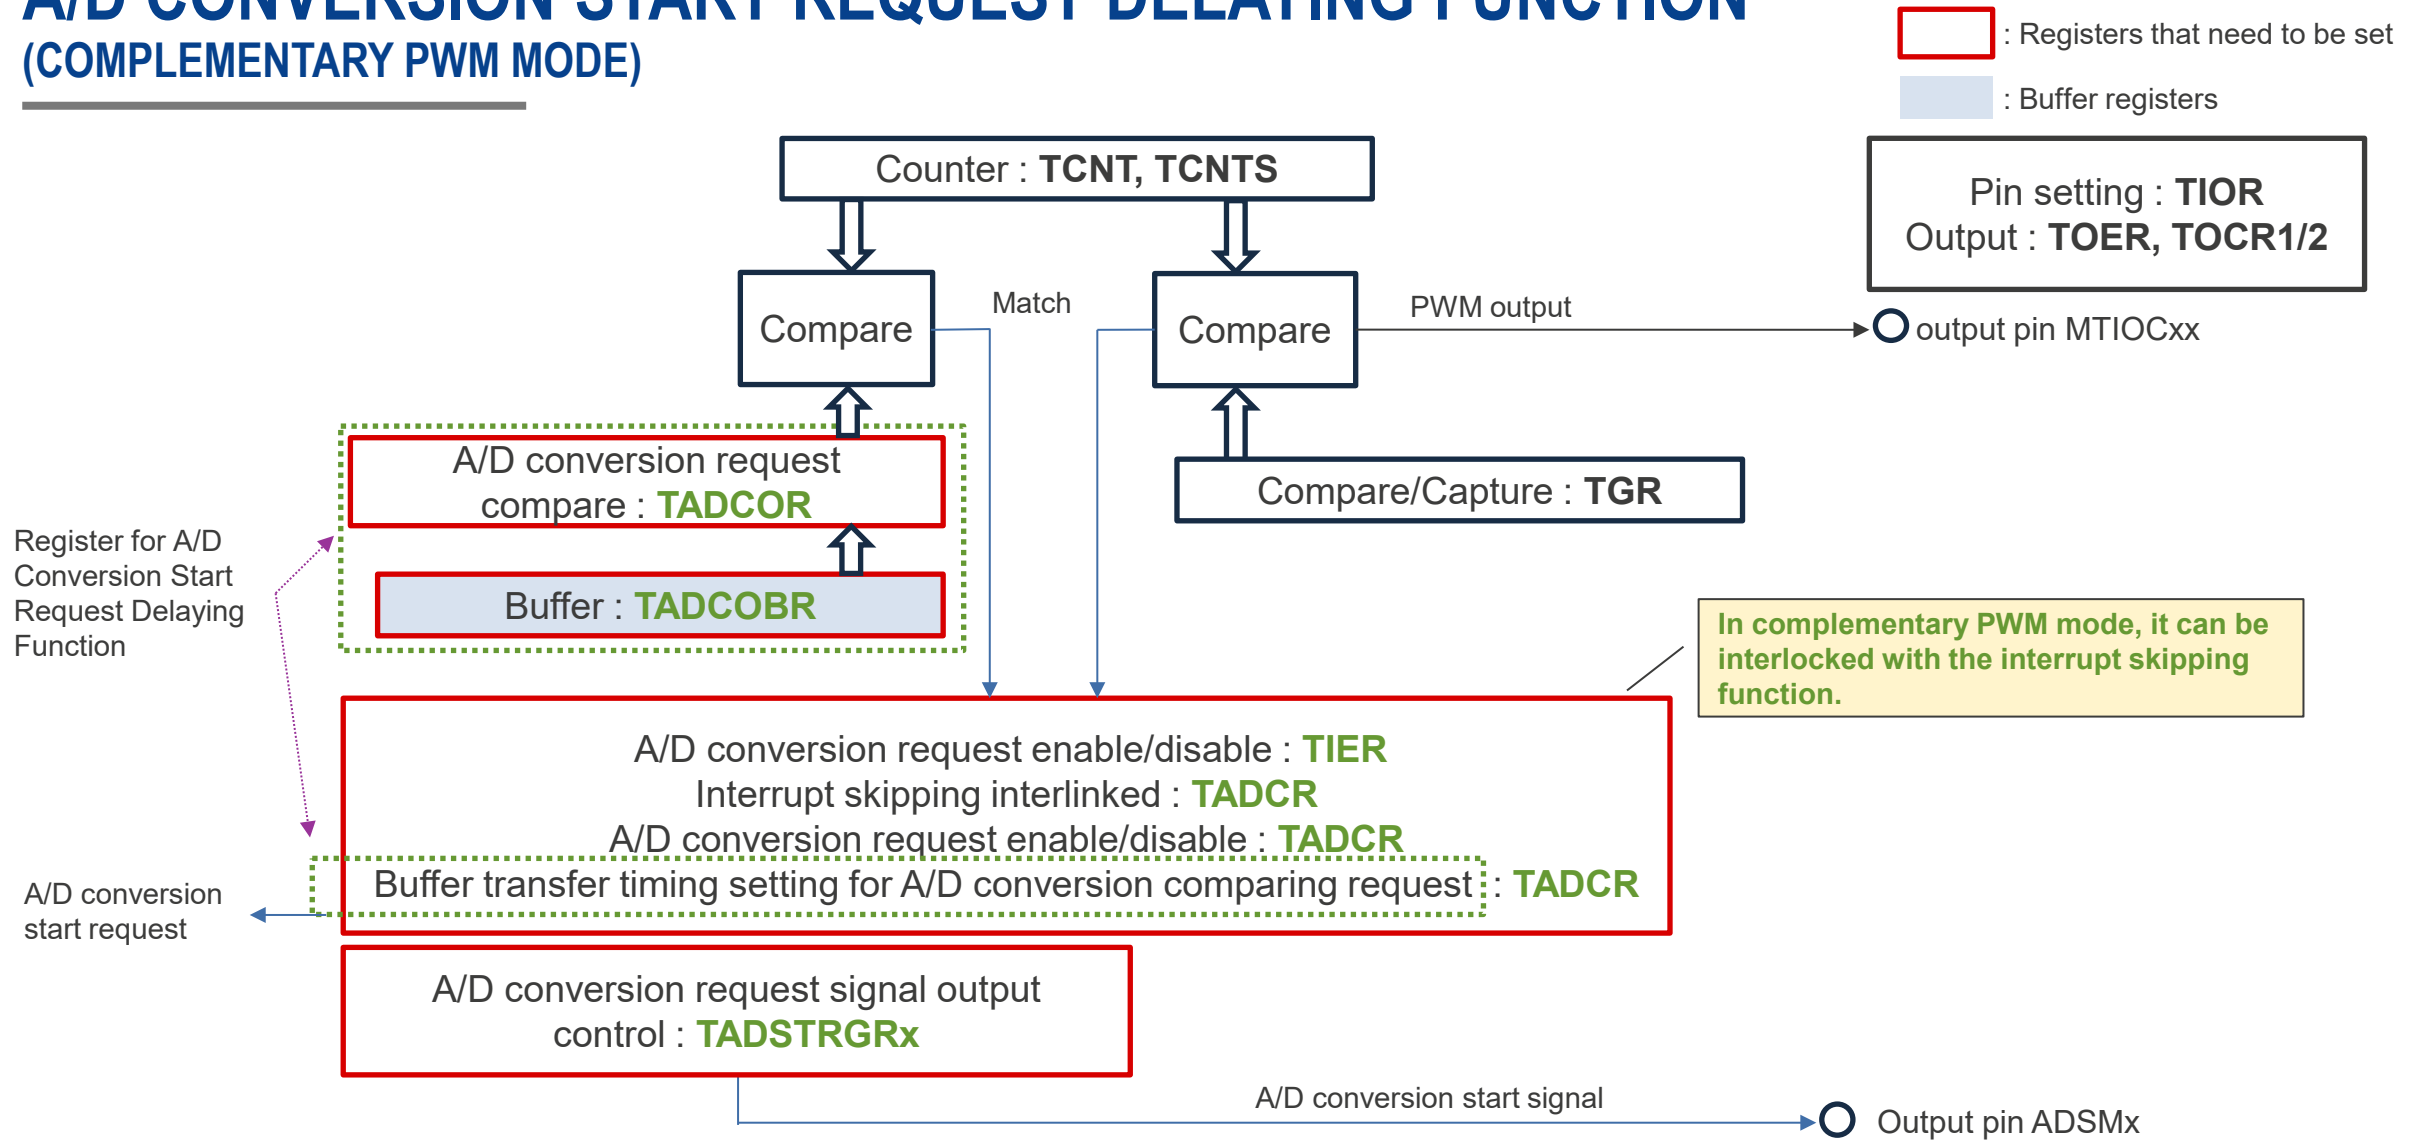 A/D CONVERSION START REQUEST DELAYING FUNCTION
(COMPLEMENTARY PWM MODE)
: Registers that need to be set
: Buffer registers
Counter : TCNT, TCNTS
Pin setting : TIOR
Output : TOER, TOCR1/2
Compare
Match
Compare
PWM output
output pin MTIOCxx
A/D conversion request
compare : TADCOR
Compare/Capture : TGR
Register for A/D
Conversion Start
Request Delaying
Function
Buffer : TADCOBR
In complementary PWM mode, it can be
interlocked with the interrupt skipping
function.
A/D conversion request enable/disable : TIER
Interrupt skipping interlinked : TADCR
A/D conversion request enable/disable : TADCR
Buffer transfer timing setting for A/D conversion comparing request : TADCR
A/D conversion
start request
A/D conversion request signal output
control : TADSTRGRx
A/D conversion start signal
Output pin ADSMx